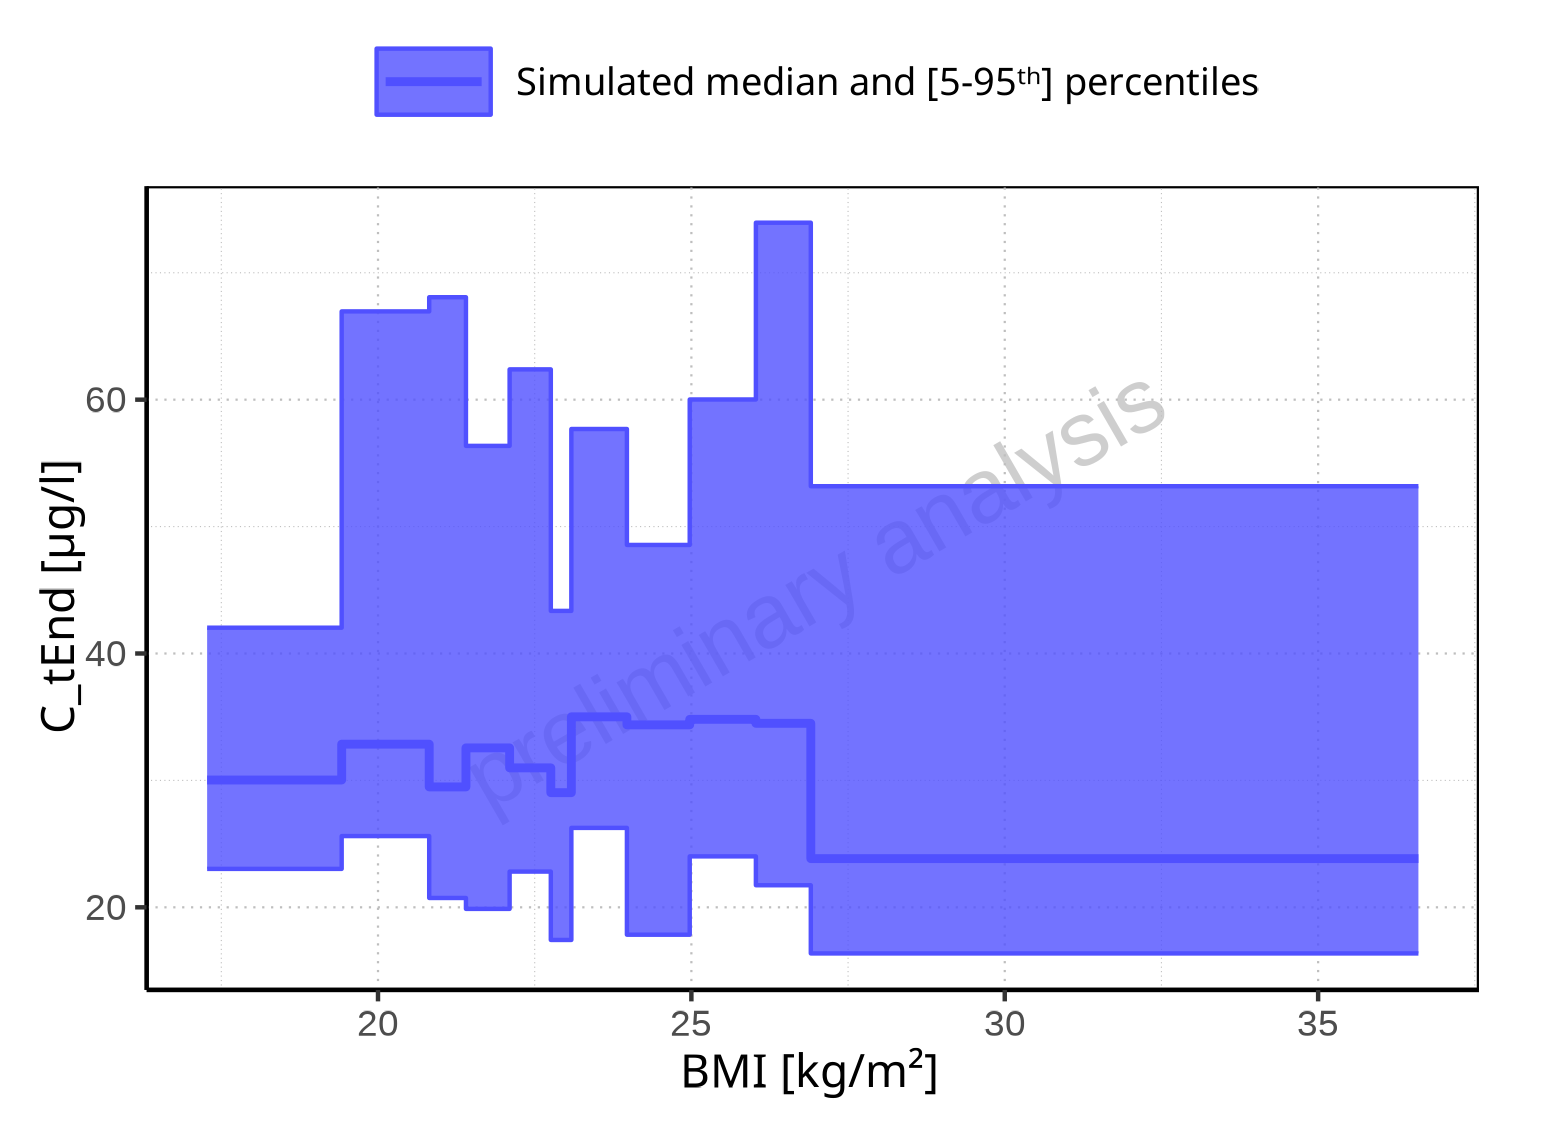 Simulated median and [5-95ᵗʰ] percentiles
60
40
20
C_tEnd [µg/l]
preliminary analysis
20 25 30 35
BMI [kg/m²]